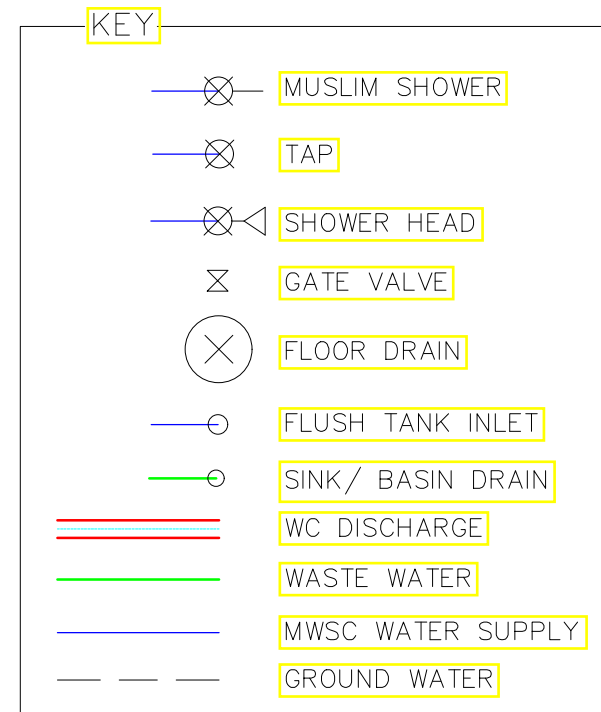 KEY
MUSLIM SHOWER
TAP
SHOWER HEAD
GATE VALVE
FLOOR DRAIN
FLUSH TANK INLET
SINK/ BASIN DRAIN
WC DISCHARGE
WASTE WATER
MWSC WATER SUPPLY
GROUND WATER